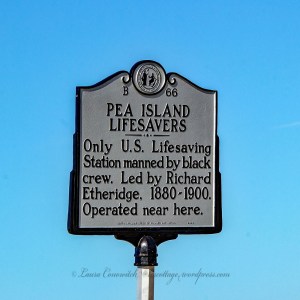 B 66
PEA ISLAND
LIFESAVERS
Only U.S. Lifesaving
Station manned by black
crew. Led by Richard
Etheridge, 1880-1900.
Operated near here.
© Laura